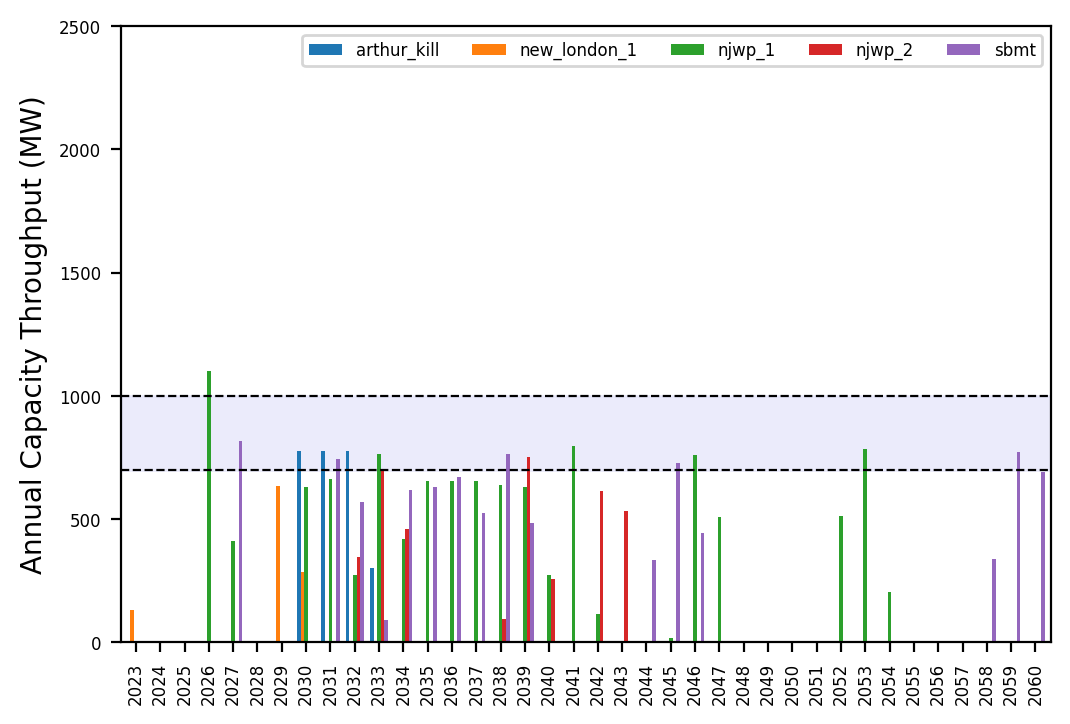 arthur_kill new_london_1 njwp_1 njwp_2 sbmt
Annual Capacity Throughput (MW)
2500
2000
1500
1000
500
0
2023 2024 2025 2026 2027 2028 2029 2030 2031 2032 2033 2034 2035 2036 2037 2038 2039 2040 2041 2042 2043 2044 2045 2046 2047 2048 2049 2050 2051 2052 2053 2054 2055 2056 2057 2058 2059 2060